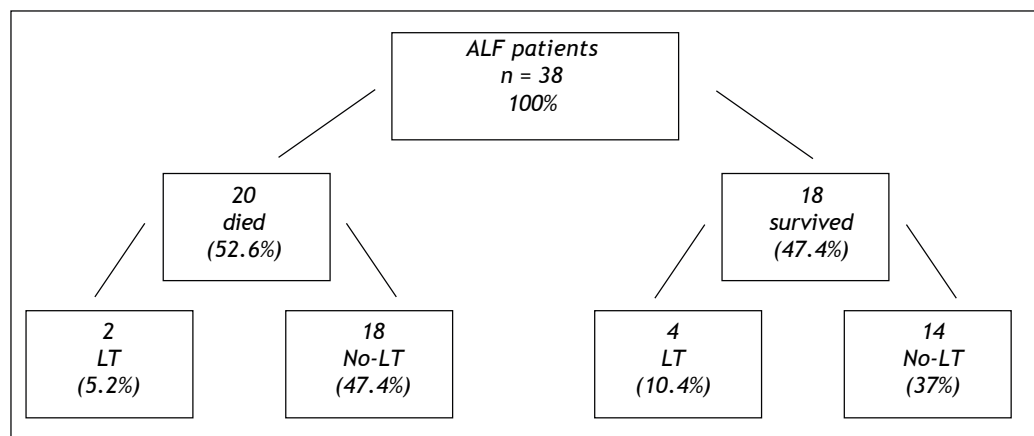 ALF patients
n = 38
100%
20
died
(52.6%)
18
survived
(47.4%)
2
LT
(5.2%)
18
No-LT
(47.4%)
4
LT
(10.4%)
14
No-LT
(37%)